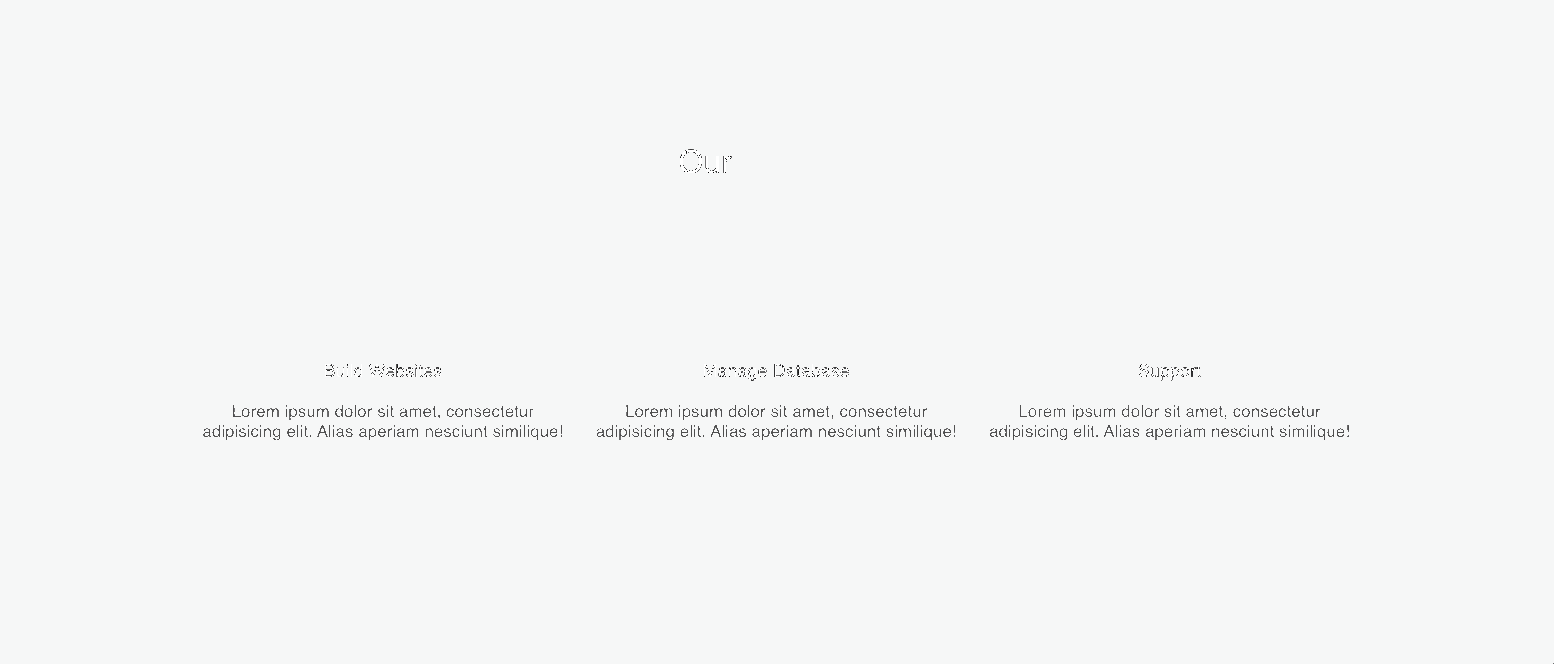 Our
Build Websites
Manage Database
Support
Lorem ipsum dolor sit amet, consectetur
adipisicing elit. Alias aperiam nesciunt similique!
Lorem ipsum dolor sit amet, consectetur
adipisicing elit. Alias aperiam nesciunt similique!
Lorem ipsum dolor sit amet, consectetur
adipisicing elit. Alias aperiam nesciunt similique!